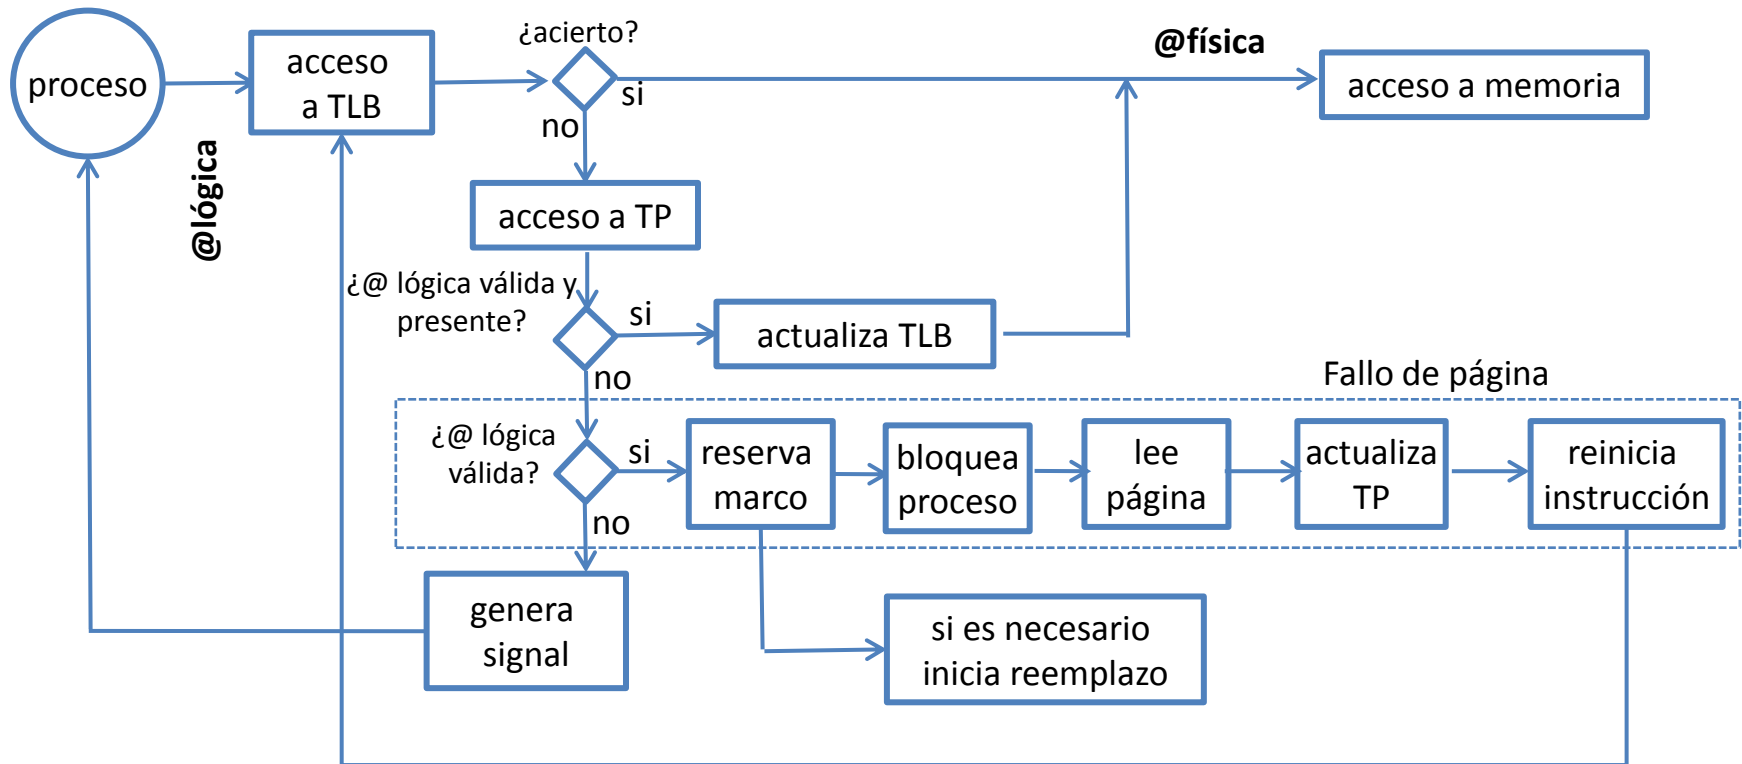 proceso
acceso
a TLB
¿acierto?
si
no
@física
acceso a memoria
@lógica
acceso a TP
¿@ lógica válida y
presente?
si
no
actualiza TLB
Fallo de página
¿@ lógica
válida?
si
no
reserva
marco
bloquea
proceso
lee
página
actualiza
TP
reinicia
instrucción
genera
signal
si es necesario
inicia reemplazo